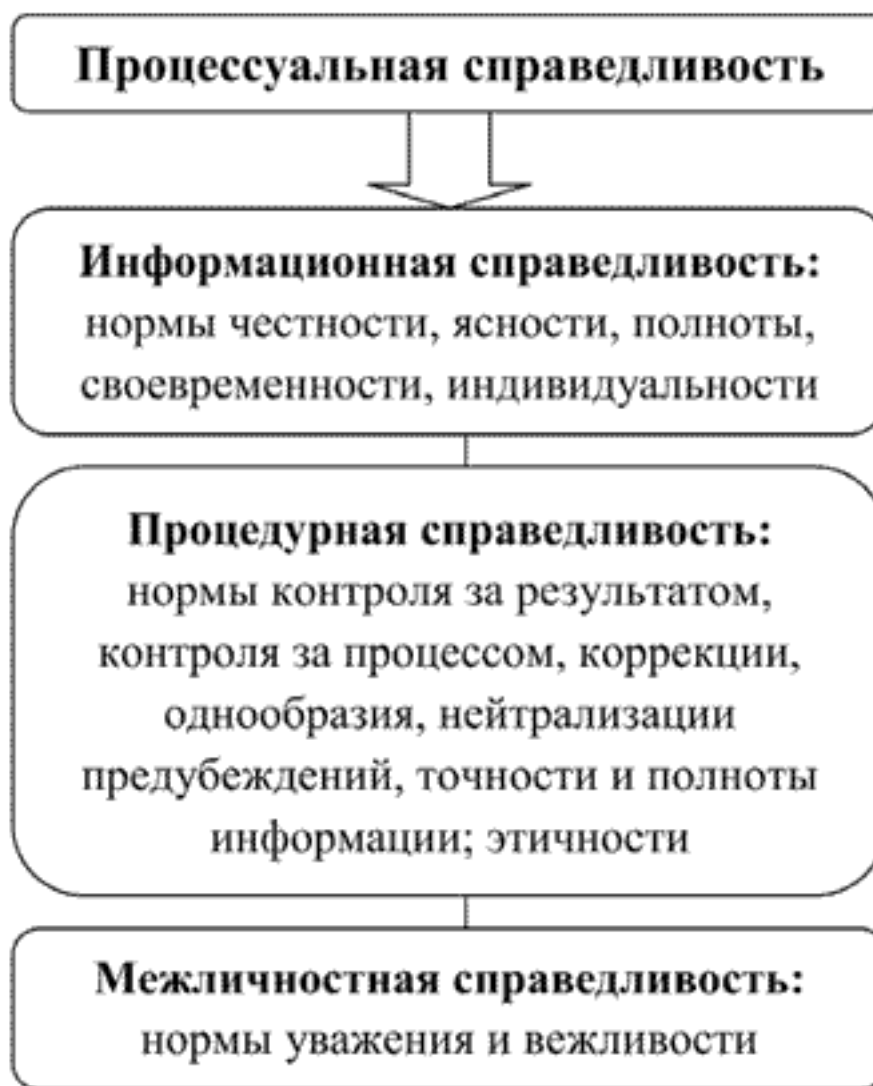 Процессуальная справедливость
Информационная справедливость:
нормы честности, ясности, полноты,
своевременности, индивидуальности
Процедурная справедливость:
нормы контроля за результатом,
контроля за процессом, коррекции,
однообразия, нейтрализации
предубеждений, точности и полноты
информации; этичности
Межличностная справедливость:
нормы уважения и вежливости